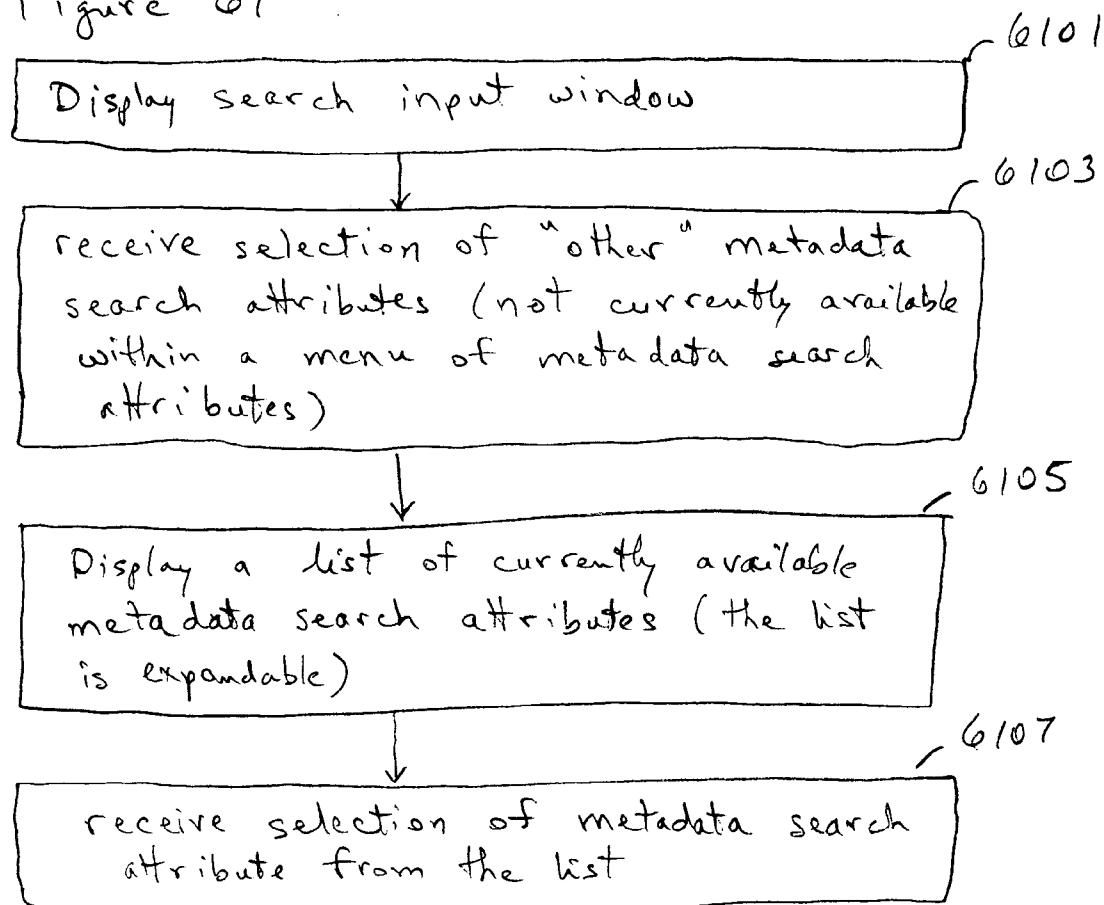 Figure 61
6101
Display search input window
6103
receive selection of "other" metadata
search attributes (not currently available
within a menu of metadata search
attributes)
6105
Display a list of currently available
metadata search attributes (the list
is expandable)
6107
receive selection of metadata search
attribute from the list